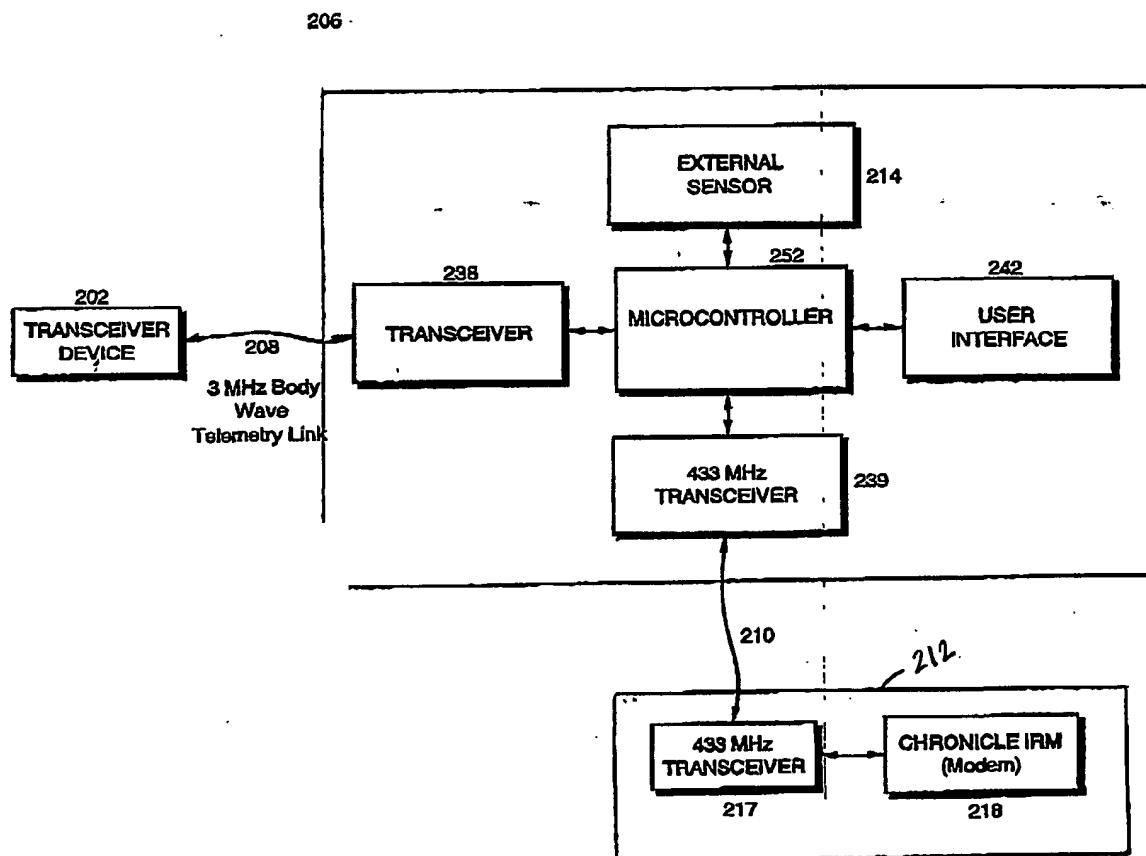 206
EXTERNAL
SENSOR
214
202
TRANSCEIVER
DEVICE
208
3 MHz Body
Wave
Telemetry Link
238
TRANSCEIVER
252
MICROCONTROLLER
242
USER
INTERFACE
433 MHz
TRANSCEIVER
239
210
212
433 MHz
TRANSCEIVER
217
CHRONICLE IRM
(Modem)
218